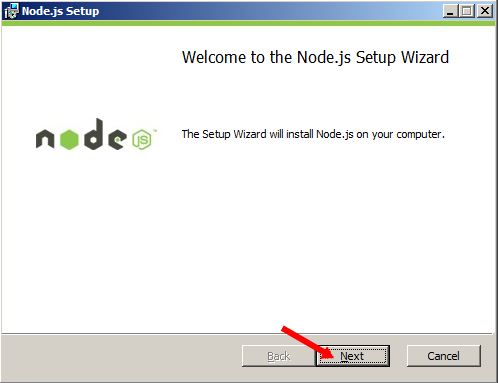 Node.js Setup
Welcome to the Node.js Setup Wizard
node JS™
The Setup Wizard will install Node.js on your computer.
Back Next Cancel